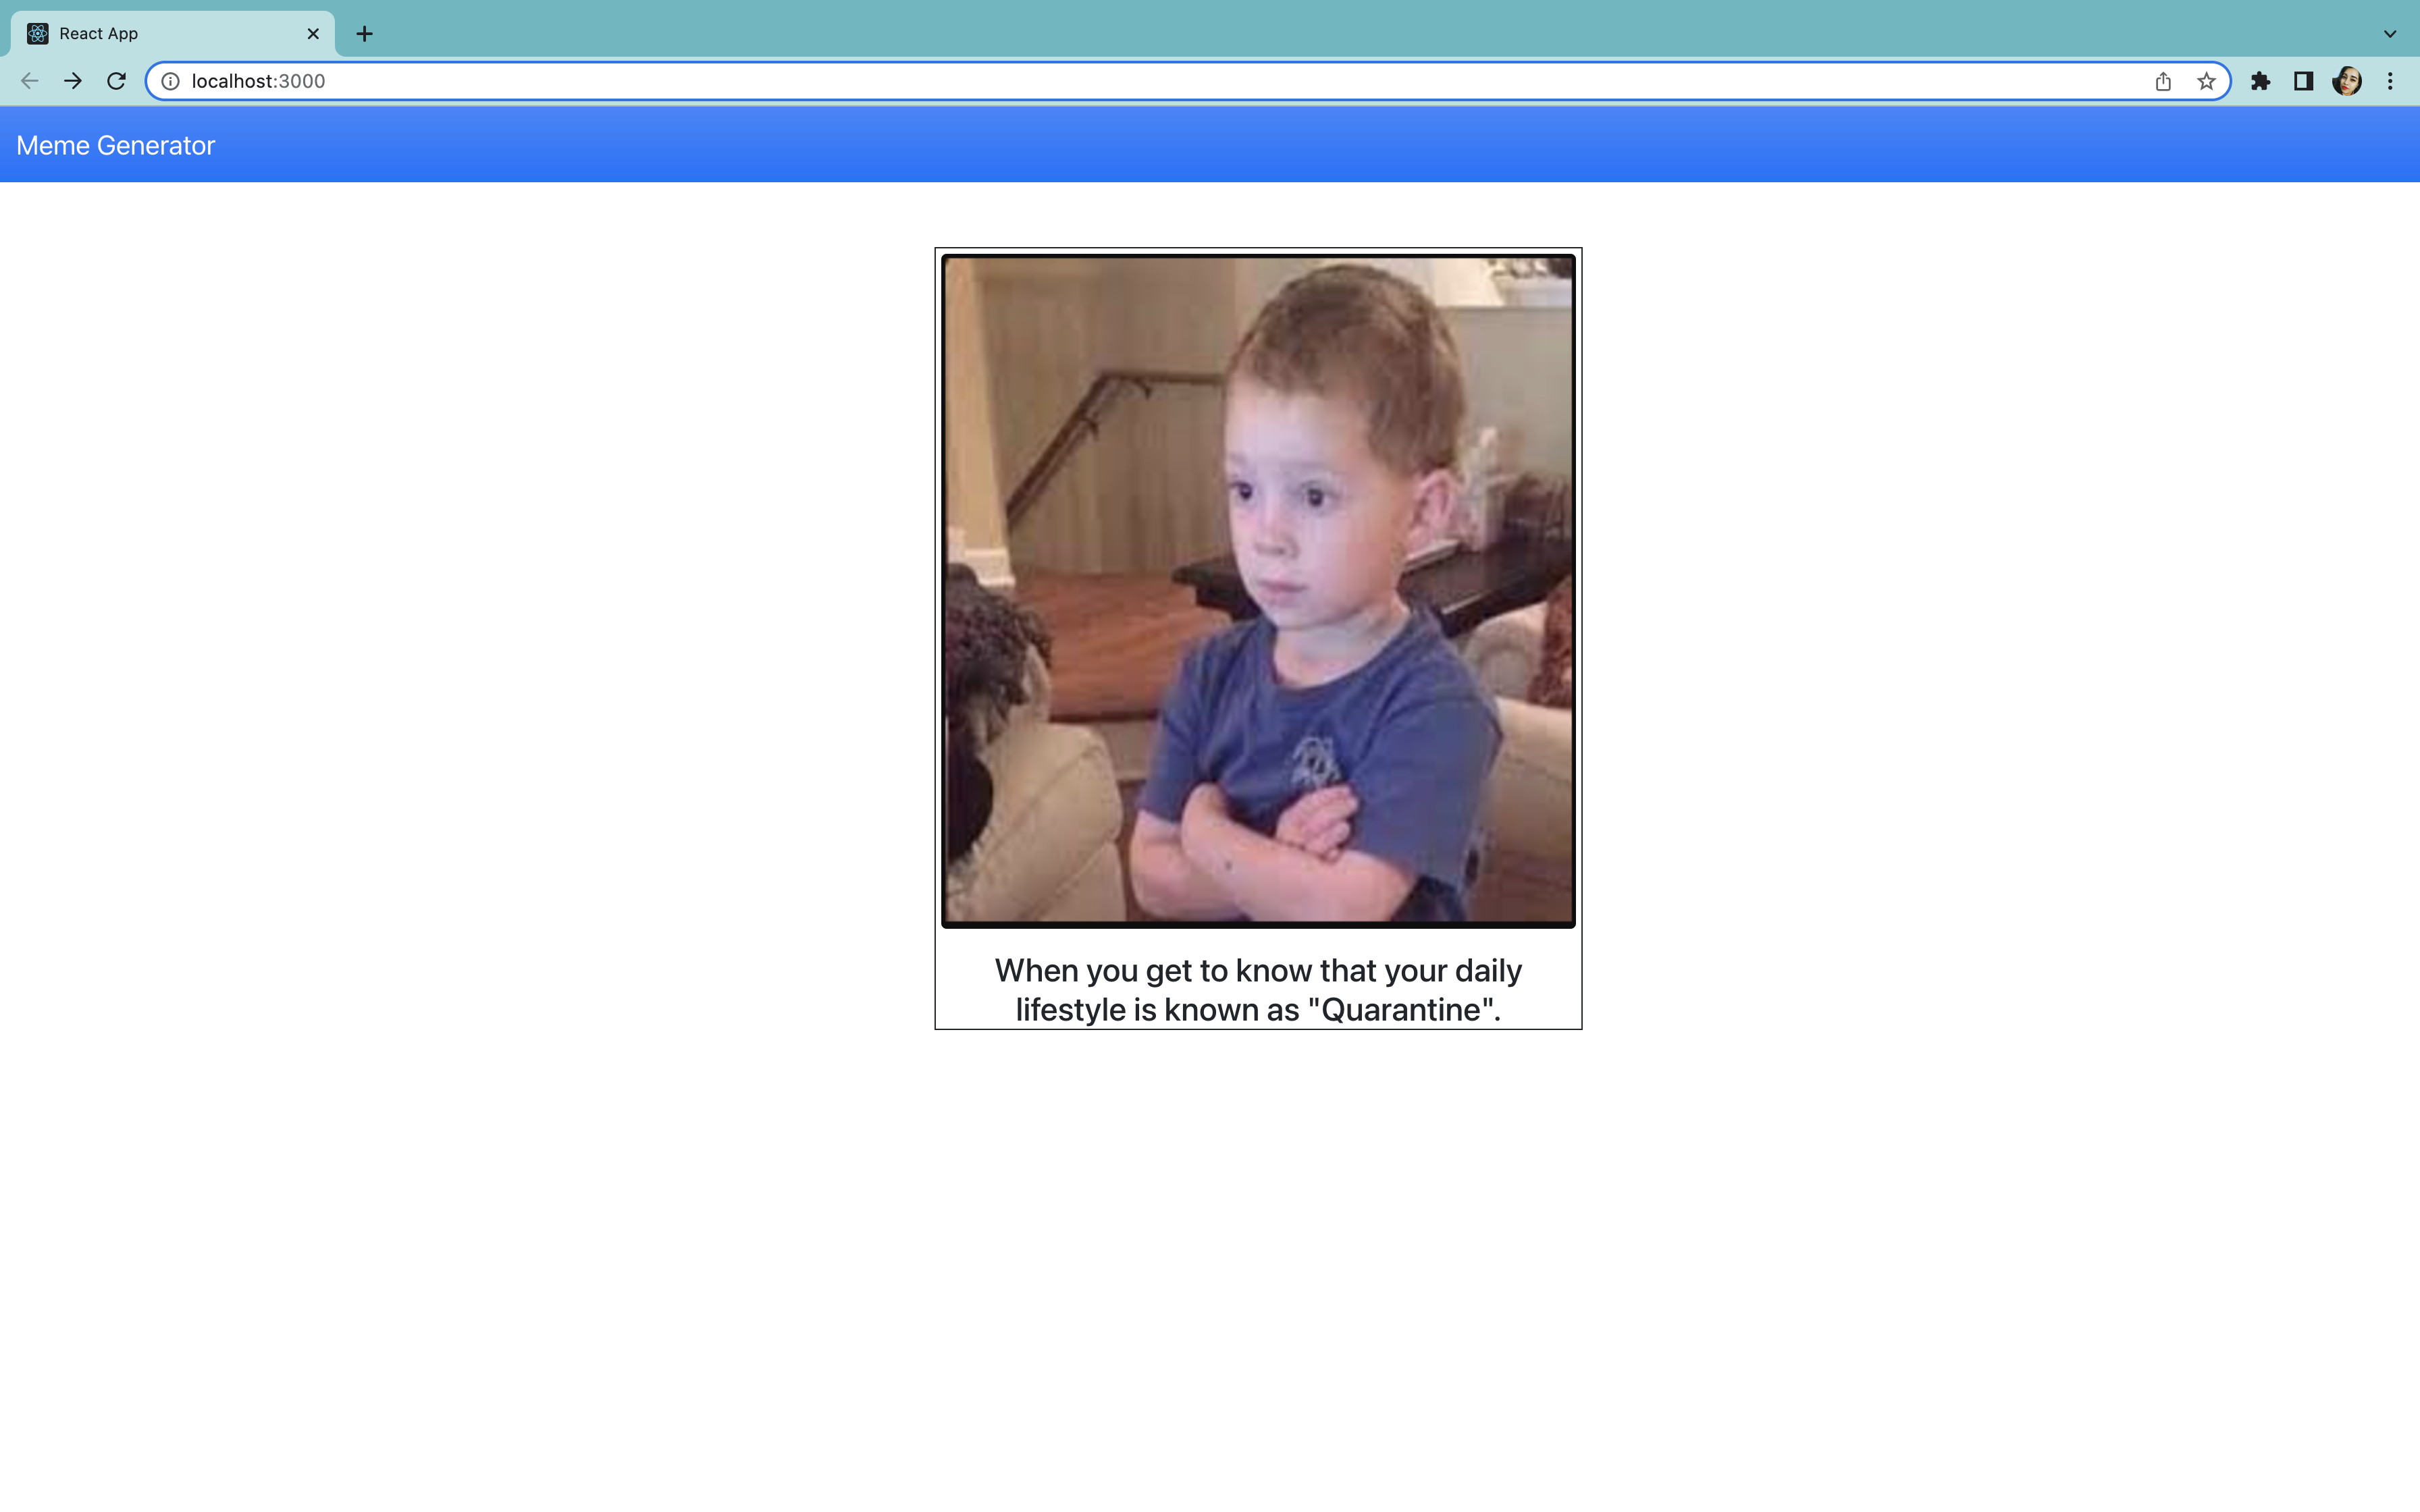 React App
localhost:3000
Meme Generator
When you get to know that your daily
lifestyle is known as "Quarantine".